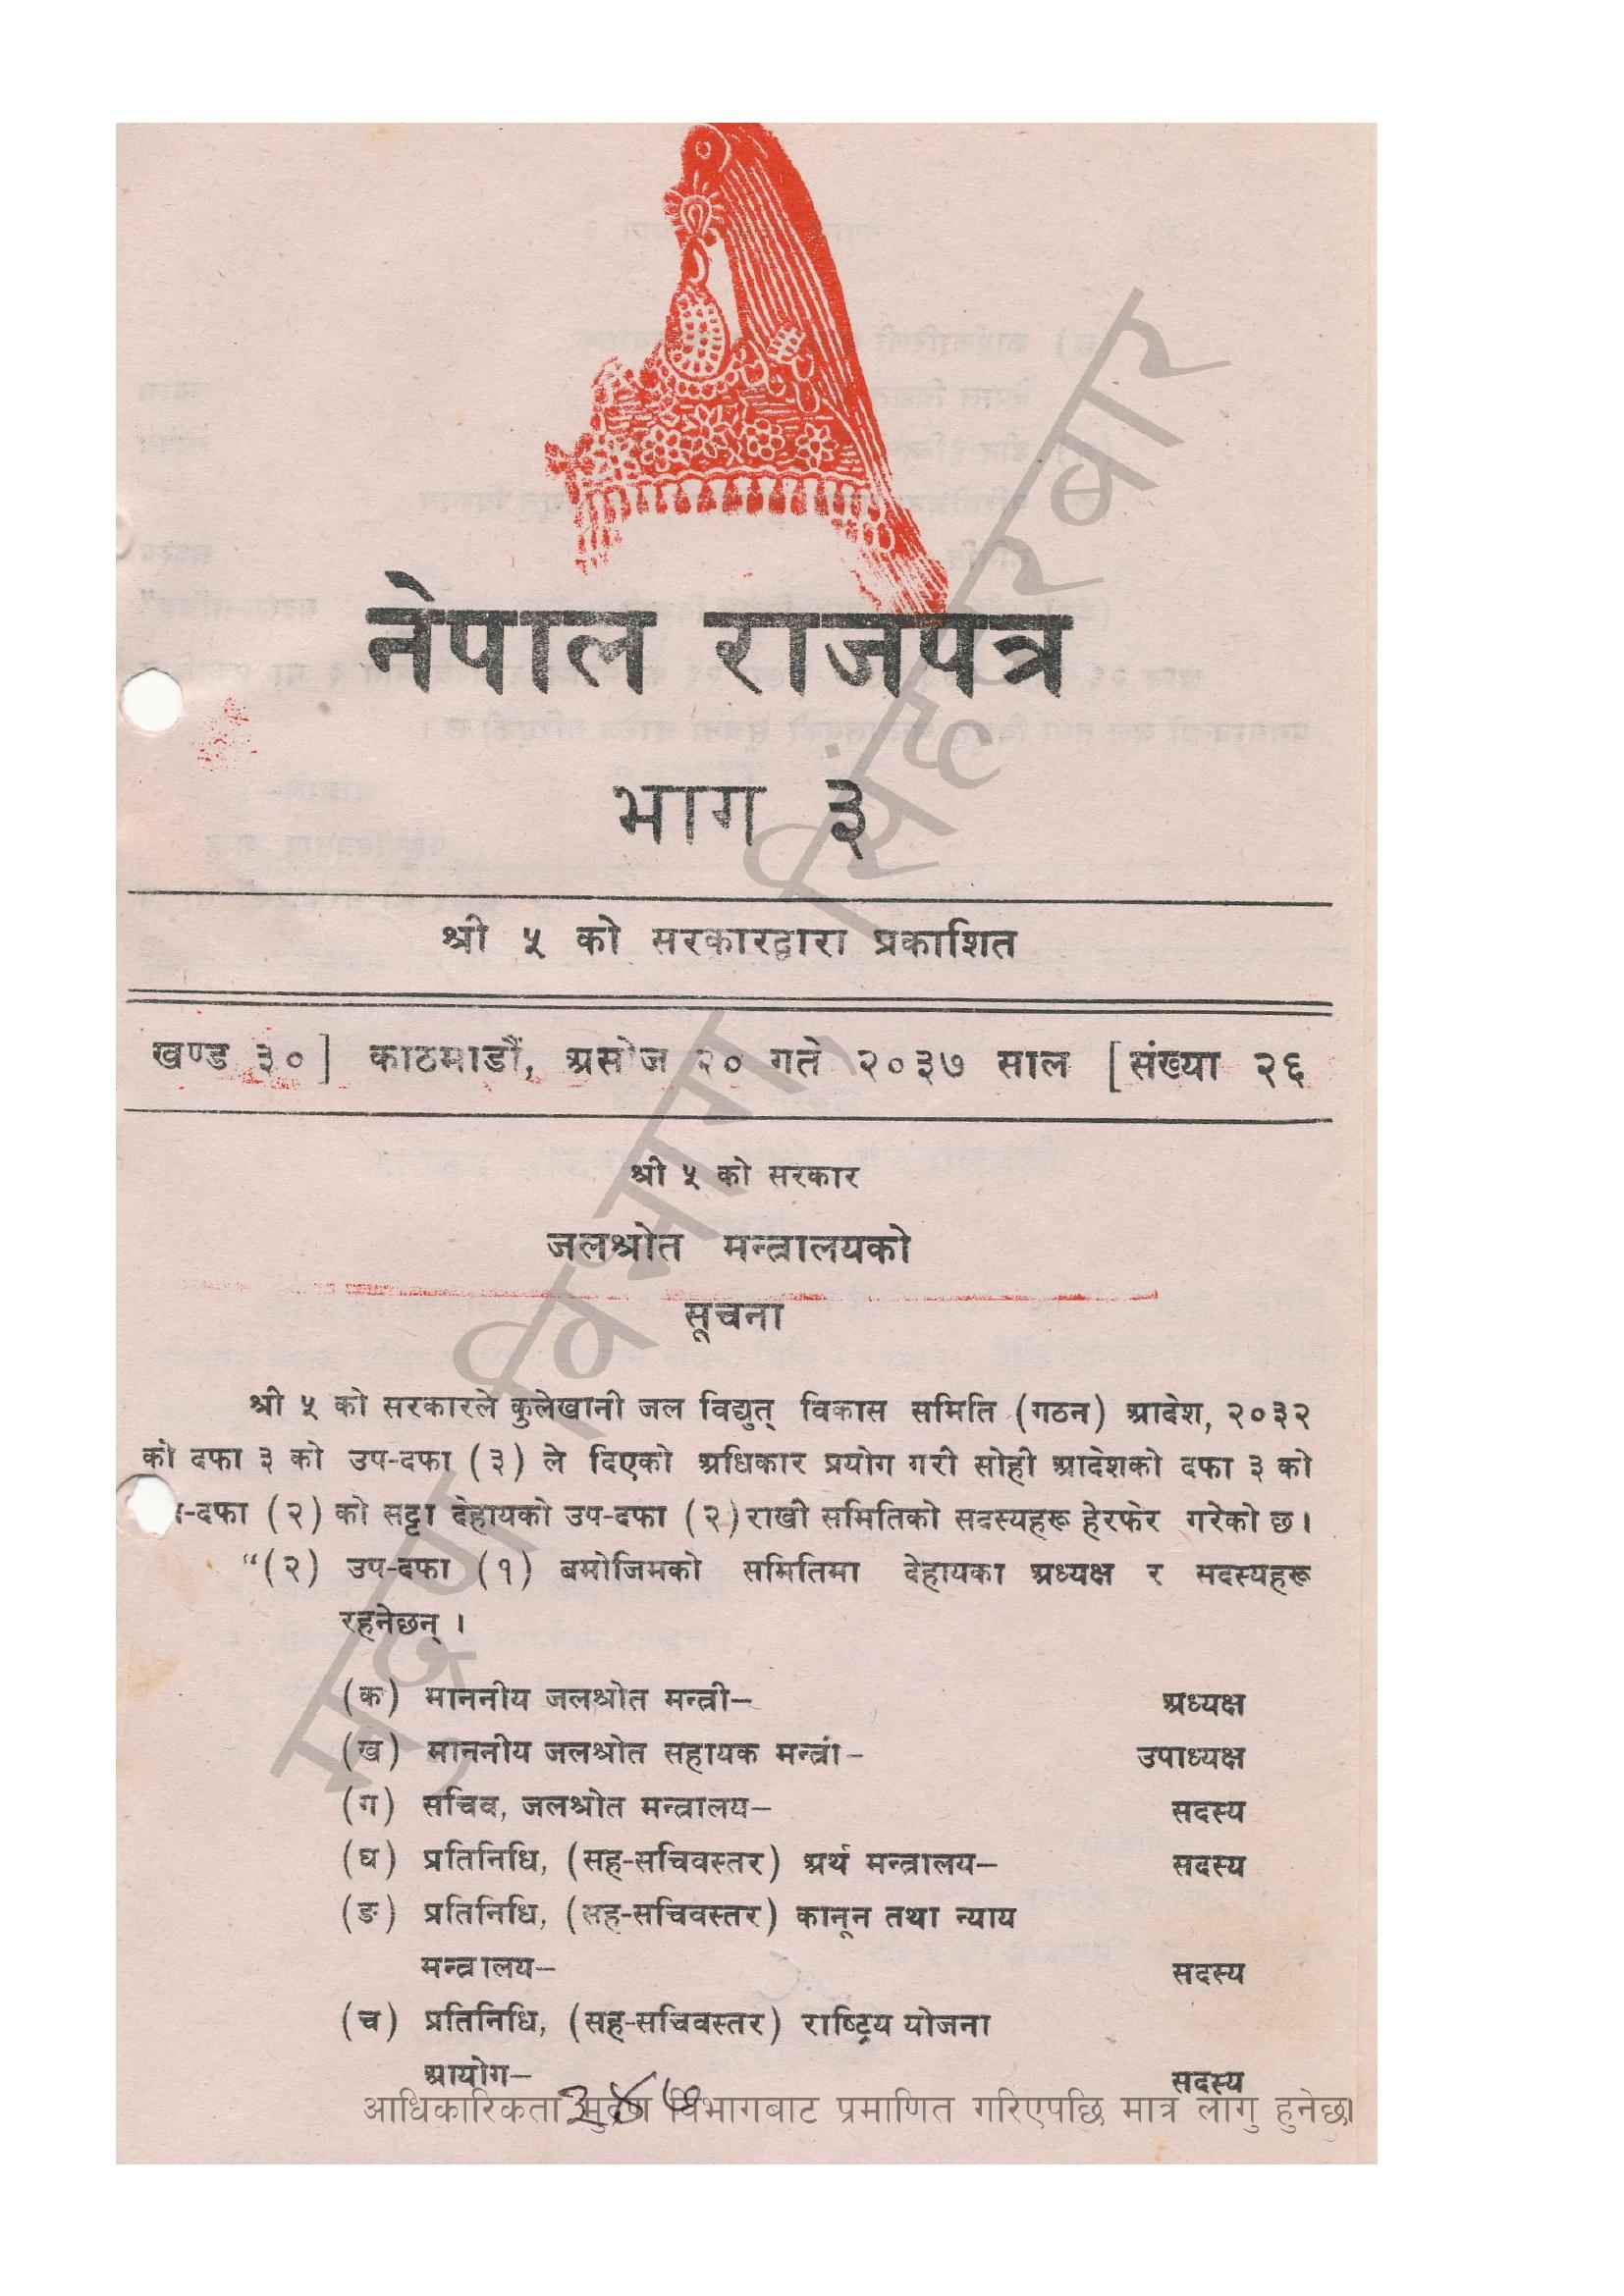 नेपाल राजपत्र
भाग ३
श्री ५ को सरकारद्वारा प्रकाशित
खण्ड ३०] काठमाडौं, असोज २० गते २०३७ साल [संख्या २६
श्री ५ को सरकार
जलश्रोत मन्त्रालयको
सूचना
श्री ५ को सरकारले कुलेखानी जल विद्युत् विकास समिति (गठन) आदेश, २०३२
को दफा ३ को उप-दफा (३) ले दिएको अधिकार प्रयोग गरी सोही आदेशको दफा ३ को
-दफा (२) को सट्टा देहायको उप-दफा (२) राखी समितिको सदस्यहरू हेरफेर गरेको छ।
“(२) उप-दफा (१) बमोजिमको समितिमा देहायका अध्यक्ष र सदस्यहरू
रहनेछन् ।
(क) माननीय जलश्रोत मन्त्री– अध्यक्ष
(ख) माननीय जलश्रोत सहायक मन्त्री– उपाध्यक्ष
(ग) सचिव, जलश्रोत मन्त्रालय– सदस्य
(घ) प्रतिनिधि, (सह-सचिवस्तर) अर्थ मन्त्रालय– सदस्य
(ङ) प्रतिनिधि, (सह-सचिवस्तर) कानून तथा न्याय
मन्त्रालय– सदस्य
(च) प्रतिनिधि, (सह-सचिवस्तर) राष्ट्रिय योजना
आयोग– सदस्य
आधिकारिकता मुद्रण विभागबाट प्रमाणित गरिएपछि मात्र लागु हुनेछ।
मुद्रण विभाग, सिंहदरबार